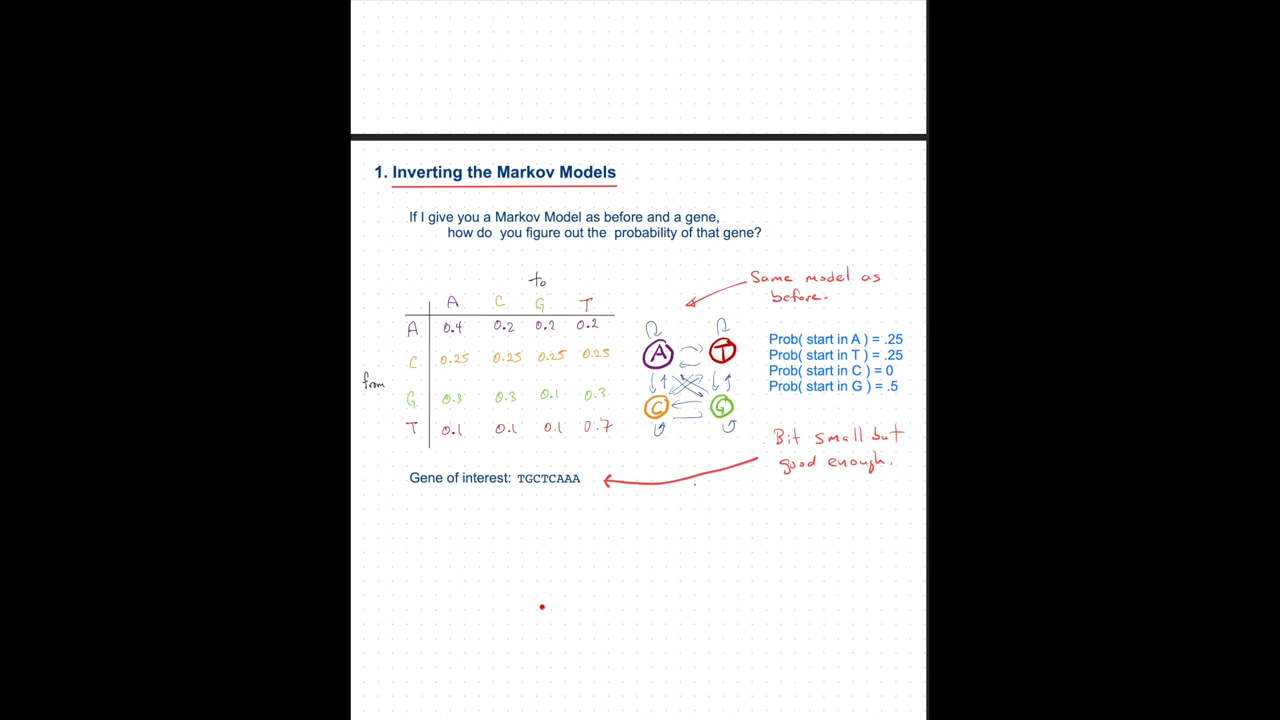 1. Inverting the Markov Models
If I give you a Markov Model as before and a gene,
how do you figure out the probability of that gene?
to
A C G T
A 0.4 0.2 0.2 0.2
C 0.25 0.25 0.25 0.25
from
G 0.3 0.3 0.1 0.3
T 0.1 0.1 0.1 0.7
Same model as
before.
A T
C G
Prob( start in A ) = .25
Prob( start in T ) = .25
Prob( start in C ) = 0
Prob( start in G ) = .5
Bit small but
good enough.
Gene of interest: TGCTCAAA